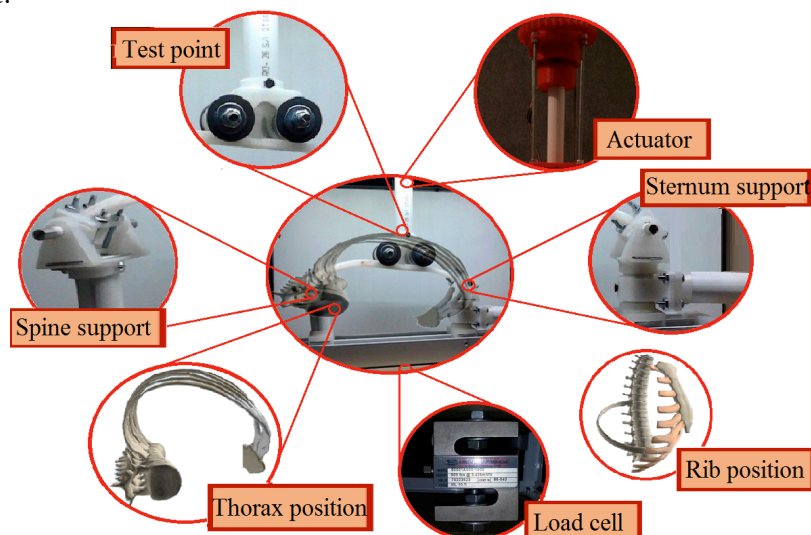 Test point
Actuator
Sternum support
Spine support
Rib position
Thorax position
Load cell